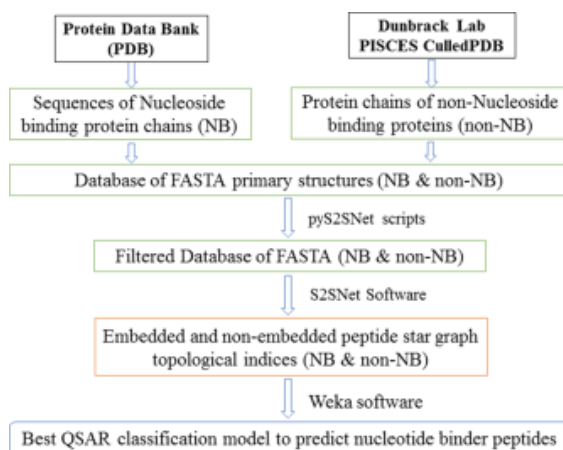 Protein Data Bank
(PDB)
Dunbrack Lab
PISCES CulledPDB
Sequences of Nucleoside
binding protein chains (NB)
Protein chains of non-Nucleoside
binding proteins (non-NB)
Database of FASTA primary structures (NB & non-NB)
pyS2SNet scripts
Filtered Database of FASTA (NB & non-NB)
S2SNet Software
Embedded and non-embedded peptide star graph
topological indices (NB & non-NB)
Weka software
Best QSAR classification model to predict nucleotide binder peptides